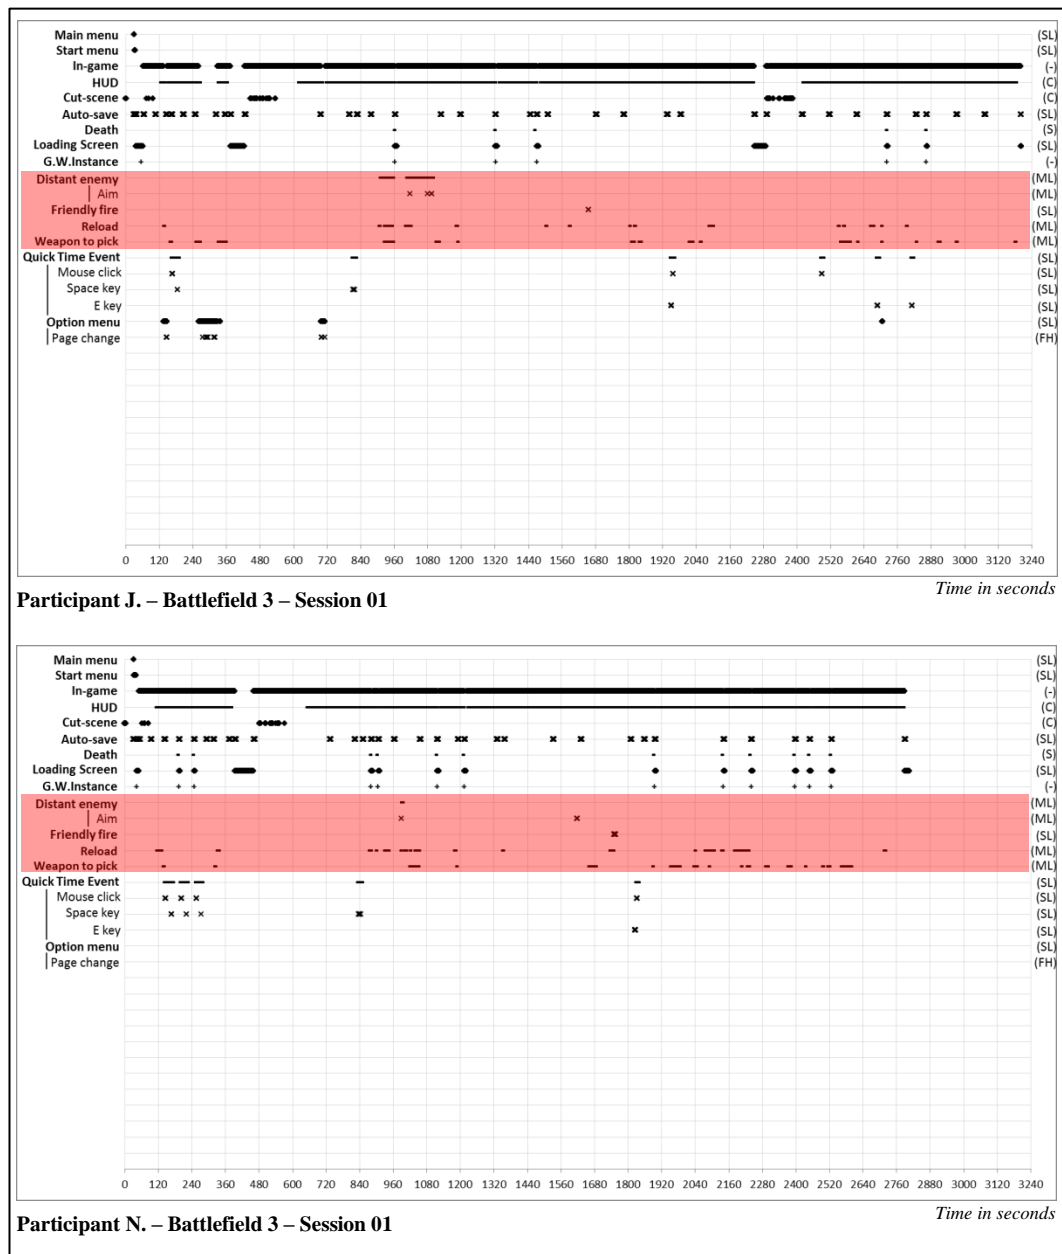 Main menu (SL)
Start menu (SL)
In-game (-)
HUD (C)
Cut-scene (C)
Auto-save (SL)
Death (S)
Loading Screen (SL)
G.W.Instance (-)
Distant enemy (ML)
Aim (ML)
Friendly fire (SL)
Reload (ML)
Weapon to pick (ML)
Quick Time Event (SL)
Mouse click (SL)
Space key (SL)
E key (SL)
Option menu (SL)
Page change (FH)
0 120 240 360 480 600 720 840 960 1080 1200 1320 1440 1560 1680 1800 1920 2040 2160 2280 2400 2520 2640 2760 2880 3000 3120 3240
Time in seconds
Participant J. – Battlefield 3 – Session 01
Main menu (SL)
Start menu (SL)
In-game (-)
HUD (C)
Cut-scene (C)
Auto-save (SL)
Death (S)
Loading Screen (SL)
G.W.Instance (-)
Distant enemy (ML)
Aim (ML)
Friendly fire (SL)
Reload (ML)
Weapon to pick (ML)
Quick Time Event (SL)
Mouse click (SL)
Space key (SL)
E key (SL)
Option menu (SL)
Page change (FH)
0 120 240 360 480 600 720 840 960 1080 1200 1320 1440 1560 1680 1800 1920 2040 2160 2280 2400 2520 2640 2760 2880 3000 3120 3240
Time in seconds
Participant N. – Battlefield 3 – Session 01